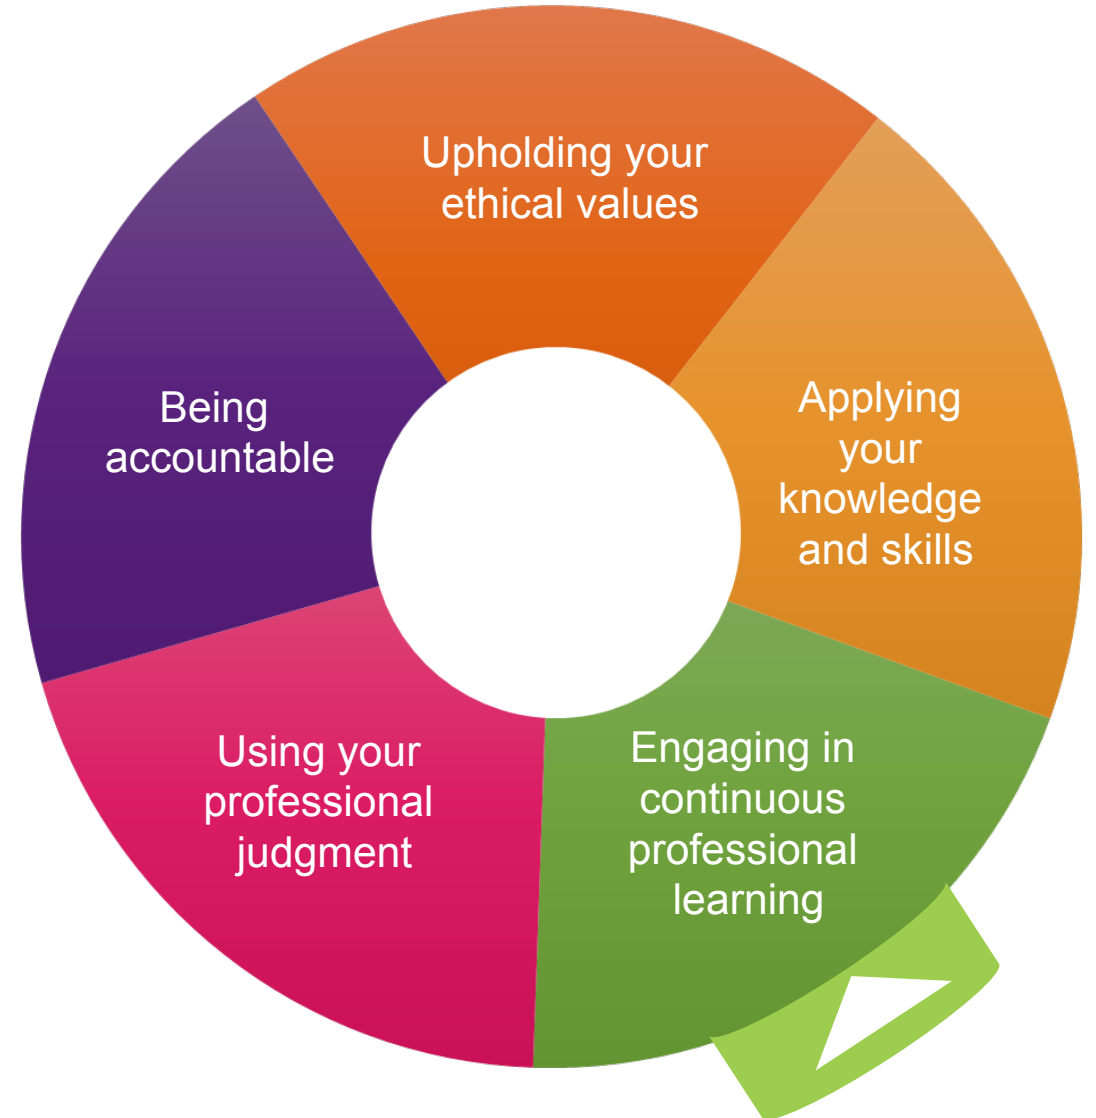 Upholding your
ethical values
Applying
your
knowledge
and skills
Engaging in
continuous
professional
learning
Using your
professional
judgment
Being
accountable